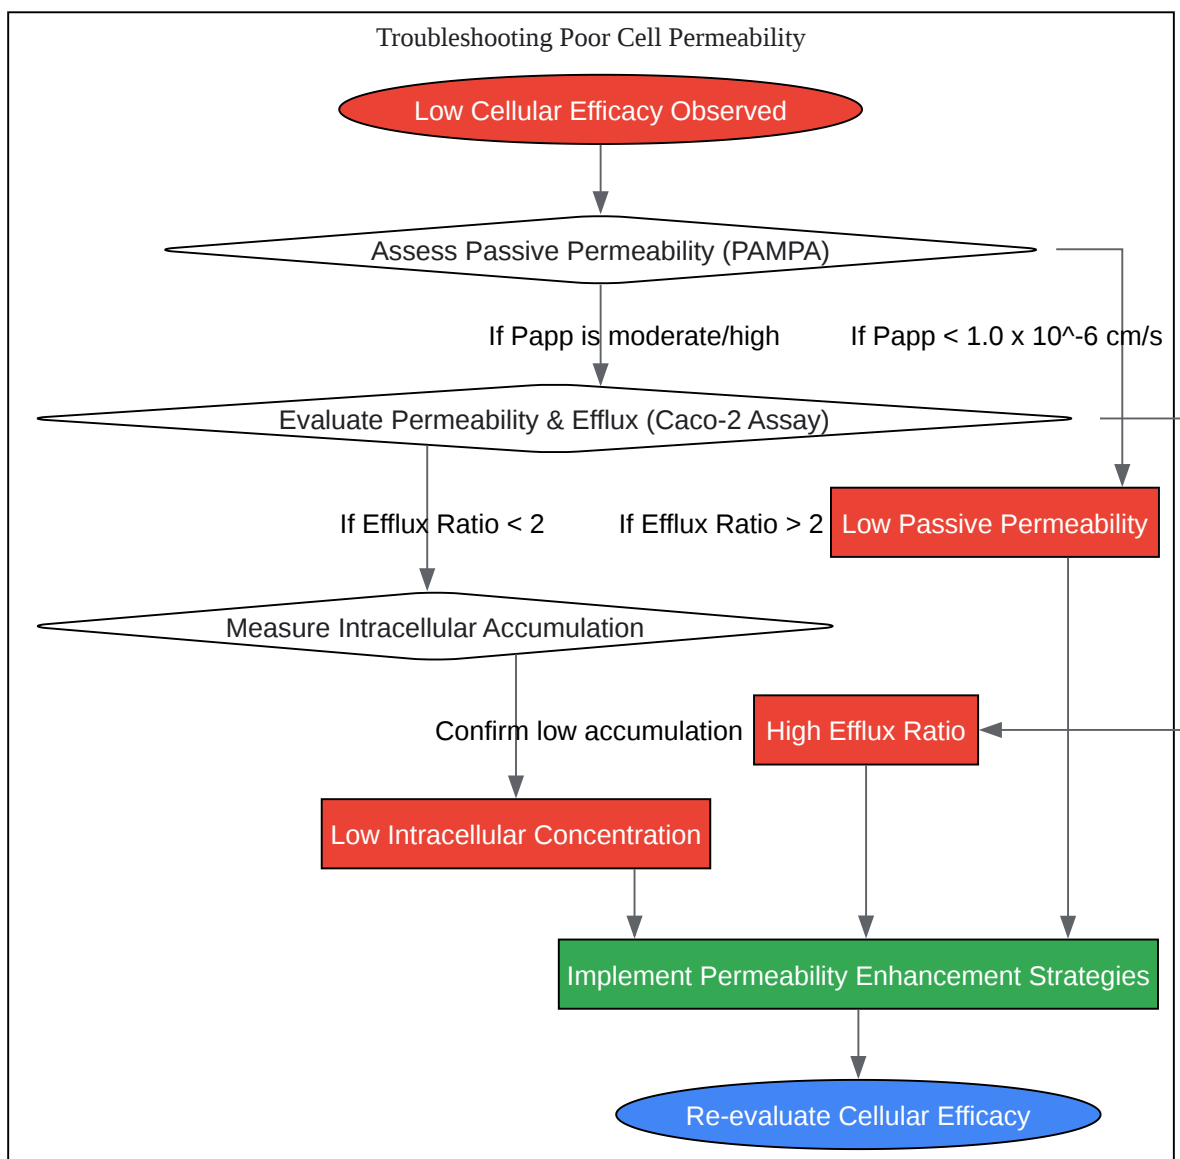 Troubleshooting Poor Cell Permeability
Low Cellular Efficacy Observed
Assess Passive Permeability (PAMPA)
If Papp is moderate/high
If Papp < 1.0 x 10^-6 cm/s
Evaluate Permeability & Efflux (Caco-2 Assay)
If Efflux Ratio < 2
If Efflux Ratio > 2
Low Passive Permeability
Measure Intracellular Accumulation
Confirm low accumulation
High Efflux Ratio
Low Intracellular Concentration
Implement Permeability Enhancement Strategies
Re-evaluate Cellular Efficacy